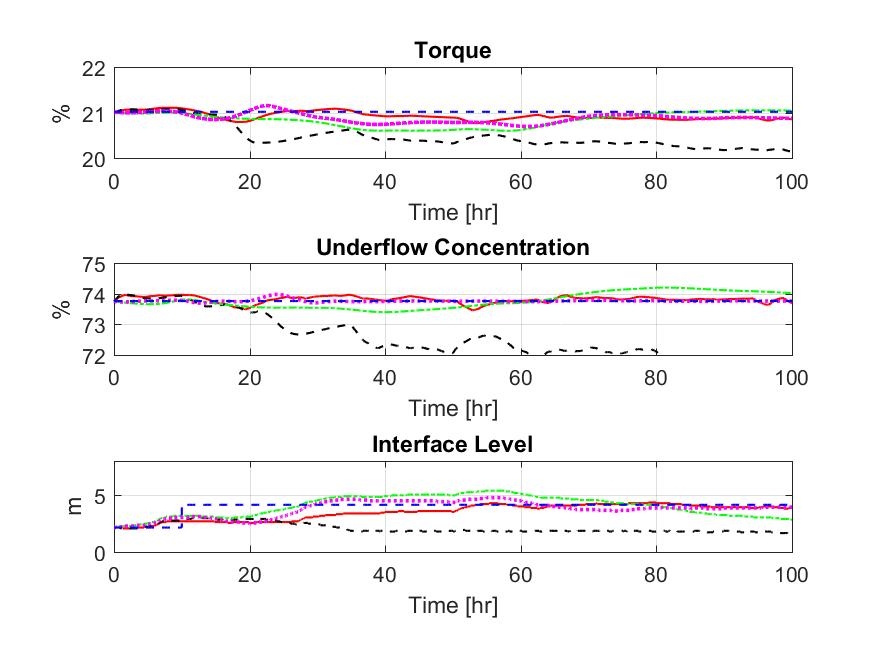 Torque
22
21
20
%
0 20 40 60 80 100
Time [hr]
Underflow Concentration
75
74
73
72
%
0 20 40 60 80 100
Time [hr]
Interface Level
5
0
m
0 20 40 60 80 100
Time [hr]